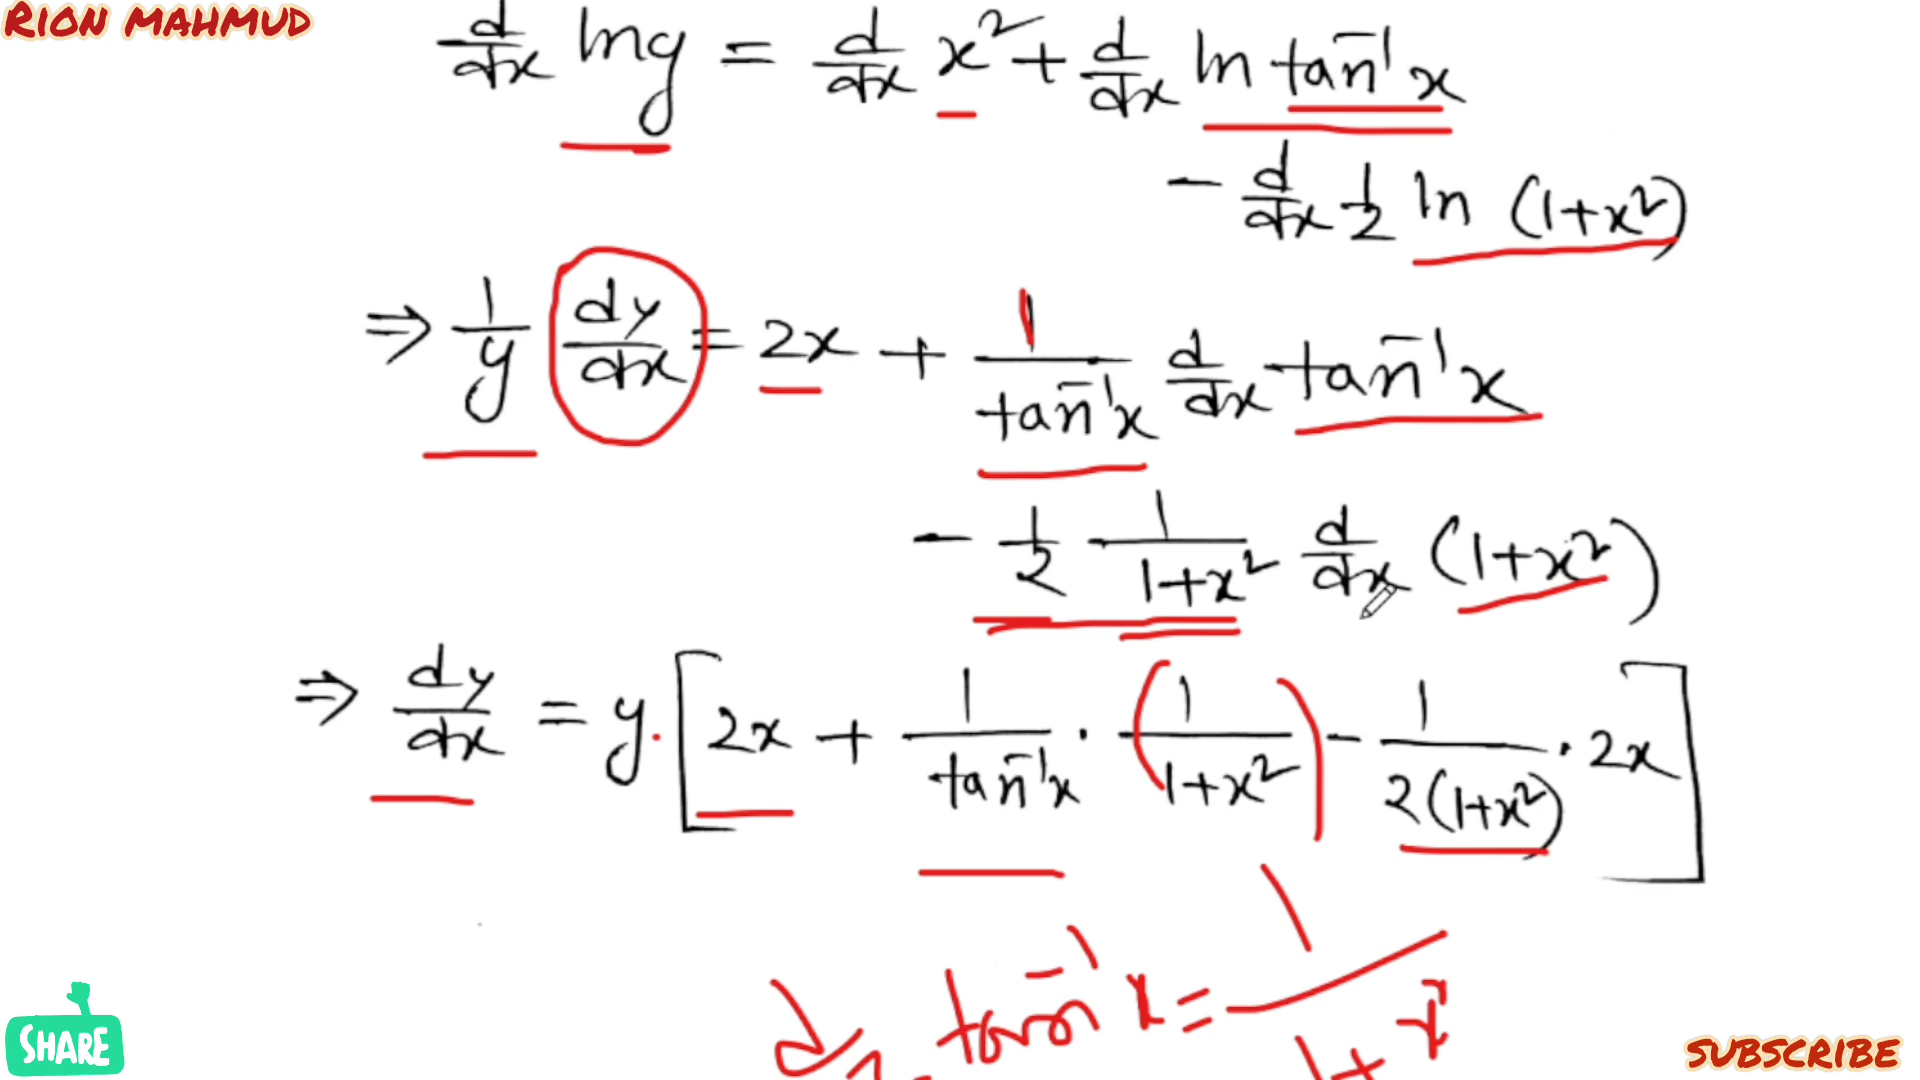 RION MAHMUD
d/dx ln y = d/dx x² + d/dx ln tan⁻¹x
- d/dx 1/2 ln (1+x²)
⇒ 1/y dy/dx = 2x + 1/tan⁻¹x d/dx tan⁻¹x
- 1/2 1/1+x² d/dx (1+x²)
⇒ dy/dx = y. [2x + 1/tan⁻¹x · (1/1+x²) - 1/2(1+x²) · 2x]
tan⁻¹x = 1/1+x²
SHARE
SUBSCRIBE